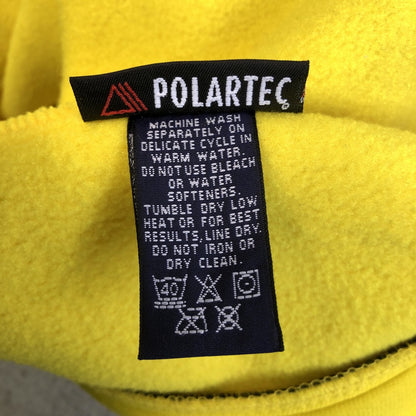 POLARTEC
MACHINE WASH
SEPARATELY ON
DELICATE CYCLE IN
WARM WATER.
DO NOT USE BLEACH
OR WATER
SOFTENERS.
TUMBLE DRY LOW
HEAT OR FOR BEST
RESULTS, LINE DRY.
DO NOT IRON OR
DRY CLEAN.
40